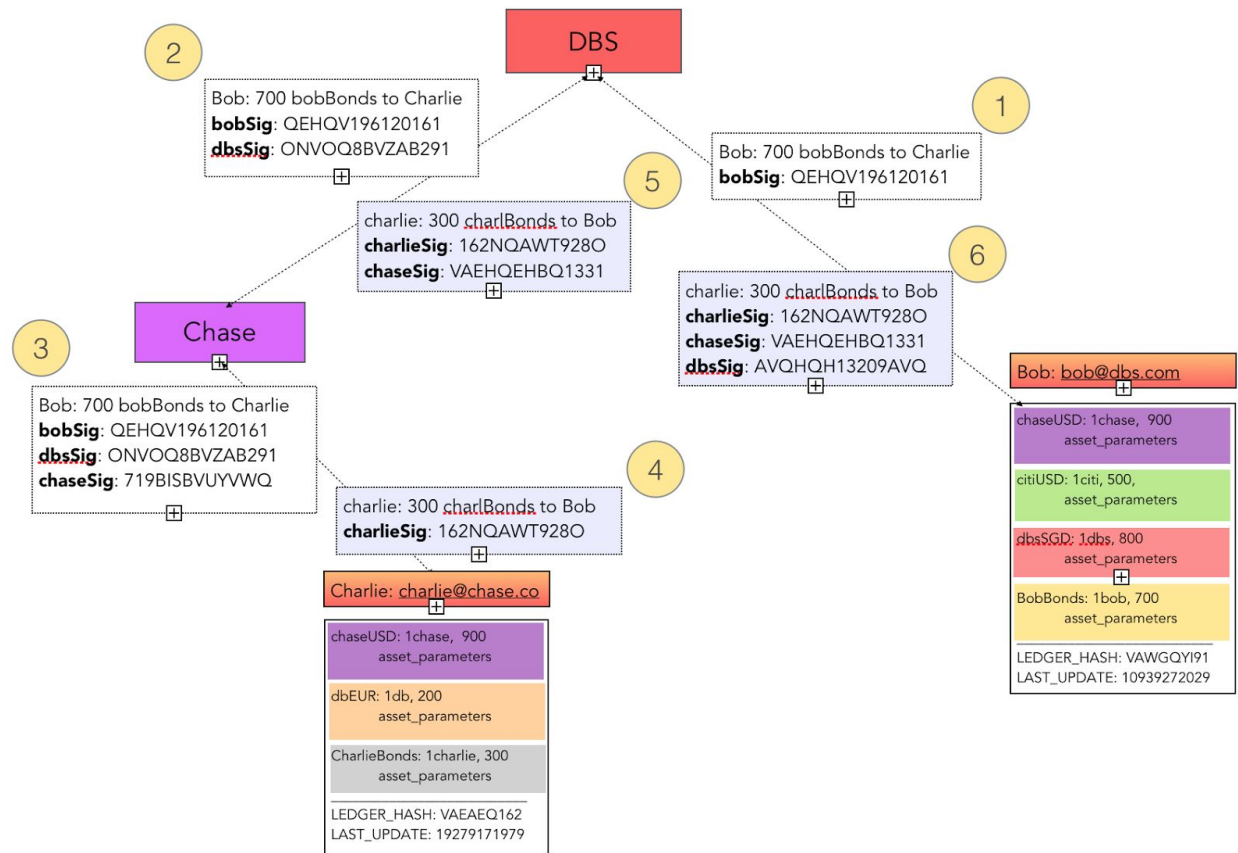 DBS
2
Bob: 700 bobBonds to Charlie
bobSig: QEHQV196120161
dbsSig: ONVOQ8BVZAB291
1
Bob: 700 bobBonds to Charlie
bobSig: QEHQV196120161
5
charlie: 300 charlBonds to Bob
charlieSig: 162NQAWT928O
chaseSig: VAEHQEHBQ1331
6
charlie: 300 charlBonds to Bob
charlieSig: 162NQAWT928O
chaseSig: VAEHQEHBQ1331
dbsSig: AVQHQH13209AVQ
Chase
3
Bob: 700 bobBonds to Charlie
bobSig: QEHQV196120161
dbsSig: ONVOQ8BVZAB291
chaseSig: 719BISBVUYVWQ
4
charlie: 300 charlBonds to Bob
charlieSig: 162NQAWT928O
Bob: bob@dbs.com
chaseUSD: 1chase, 900
asset_parameters
citiUSD: 1citi, 500,
asset_parameters
dbsSGD: 1dbs, 800
asset_parameters
BobBonds: 1bob, 700
asset_parameters
LEDGER_HASH: VAWGQYI91
LAST_UPDATE: 10939272029
Charlie: charlie@chase.co
chaseUSD: 1chase, 900
asset_parameters
dbEUR: 1db, 200
asset_parameters
CharlieBonds: 1charlie, 300
asset_parameters
LEDGER_HASH: VAEAEQ162
LAST_UPDATE: 19279171979